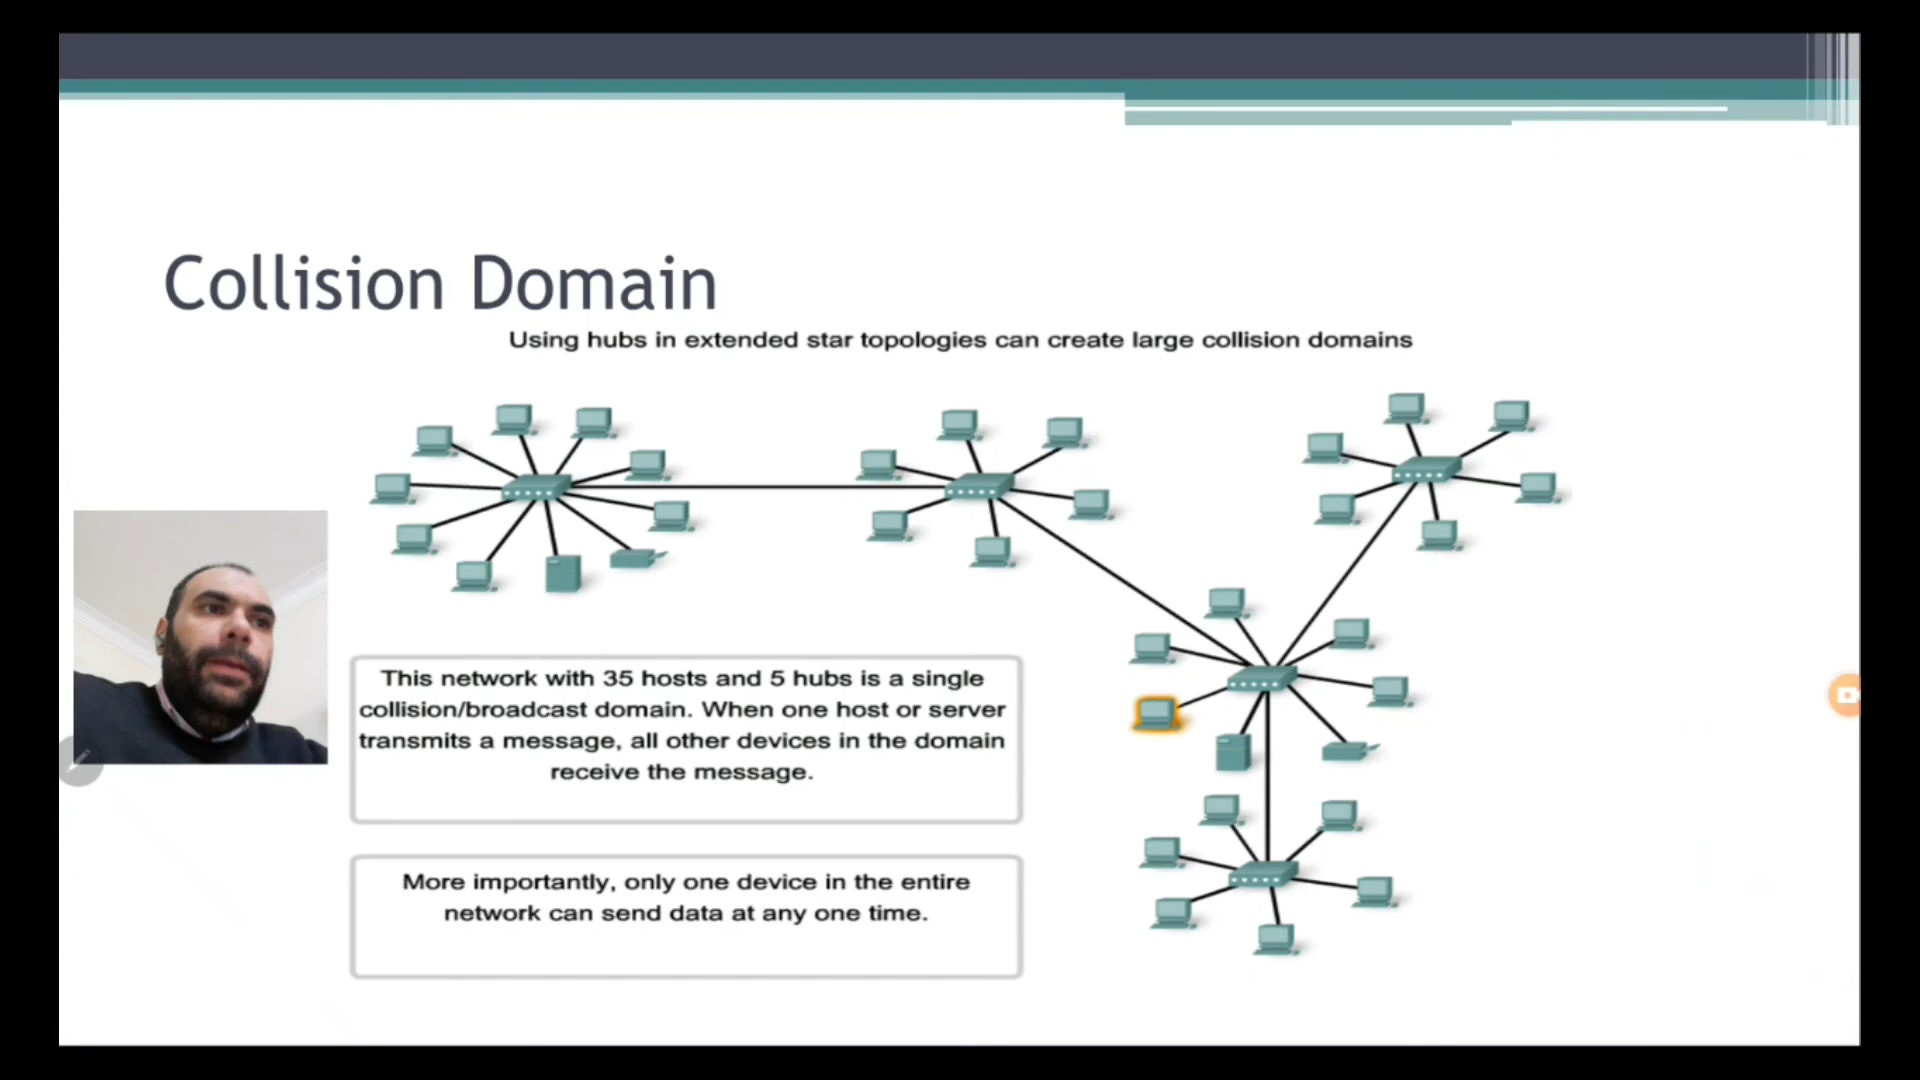 Collision Domain
Using hubs in extended star topologies can create large collision domains
This network with 35 hosts and 5 hubs is a single
collision/broadcast domain. When one host or server
transmits a message, all other devices in the domain
receive the message.
More importantly, only one device in the entire
network can send data at any one time.